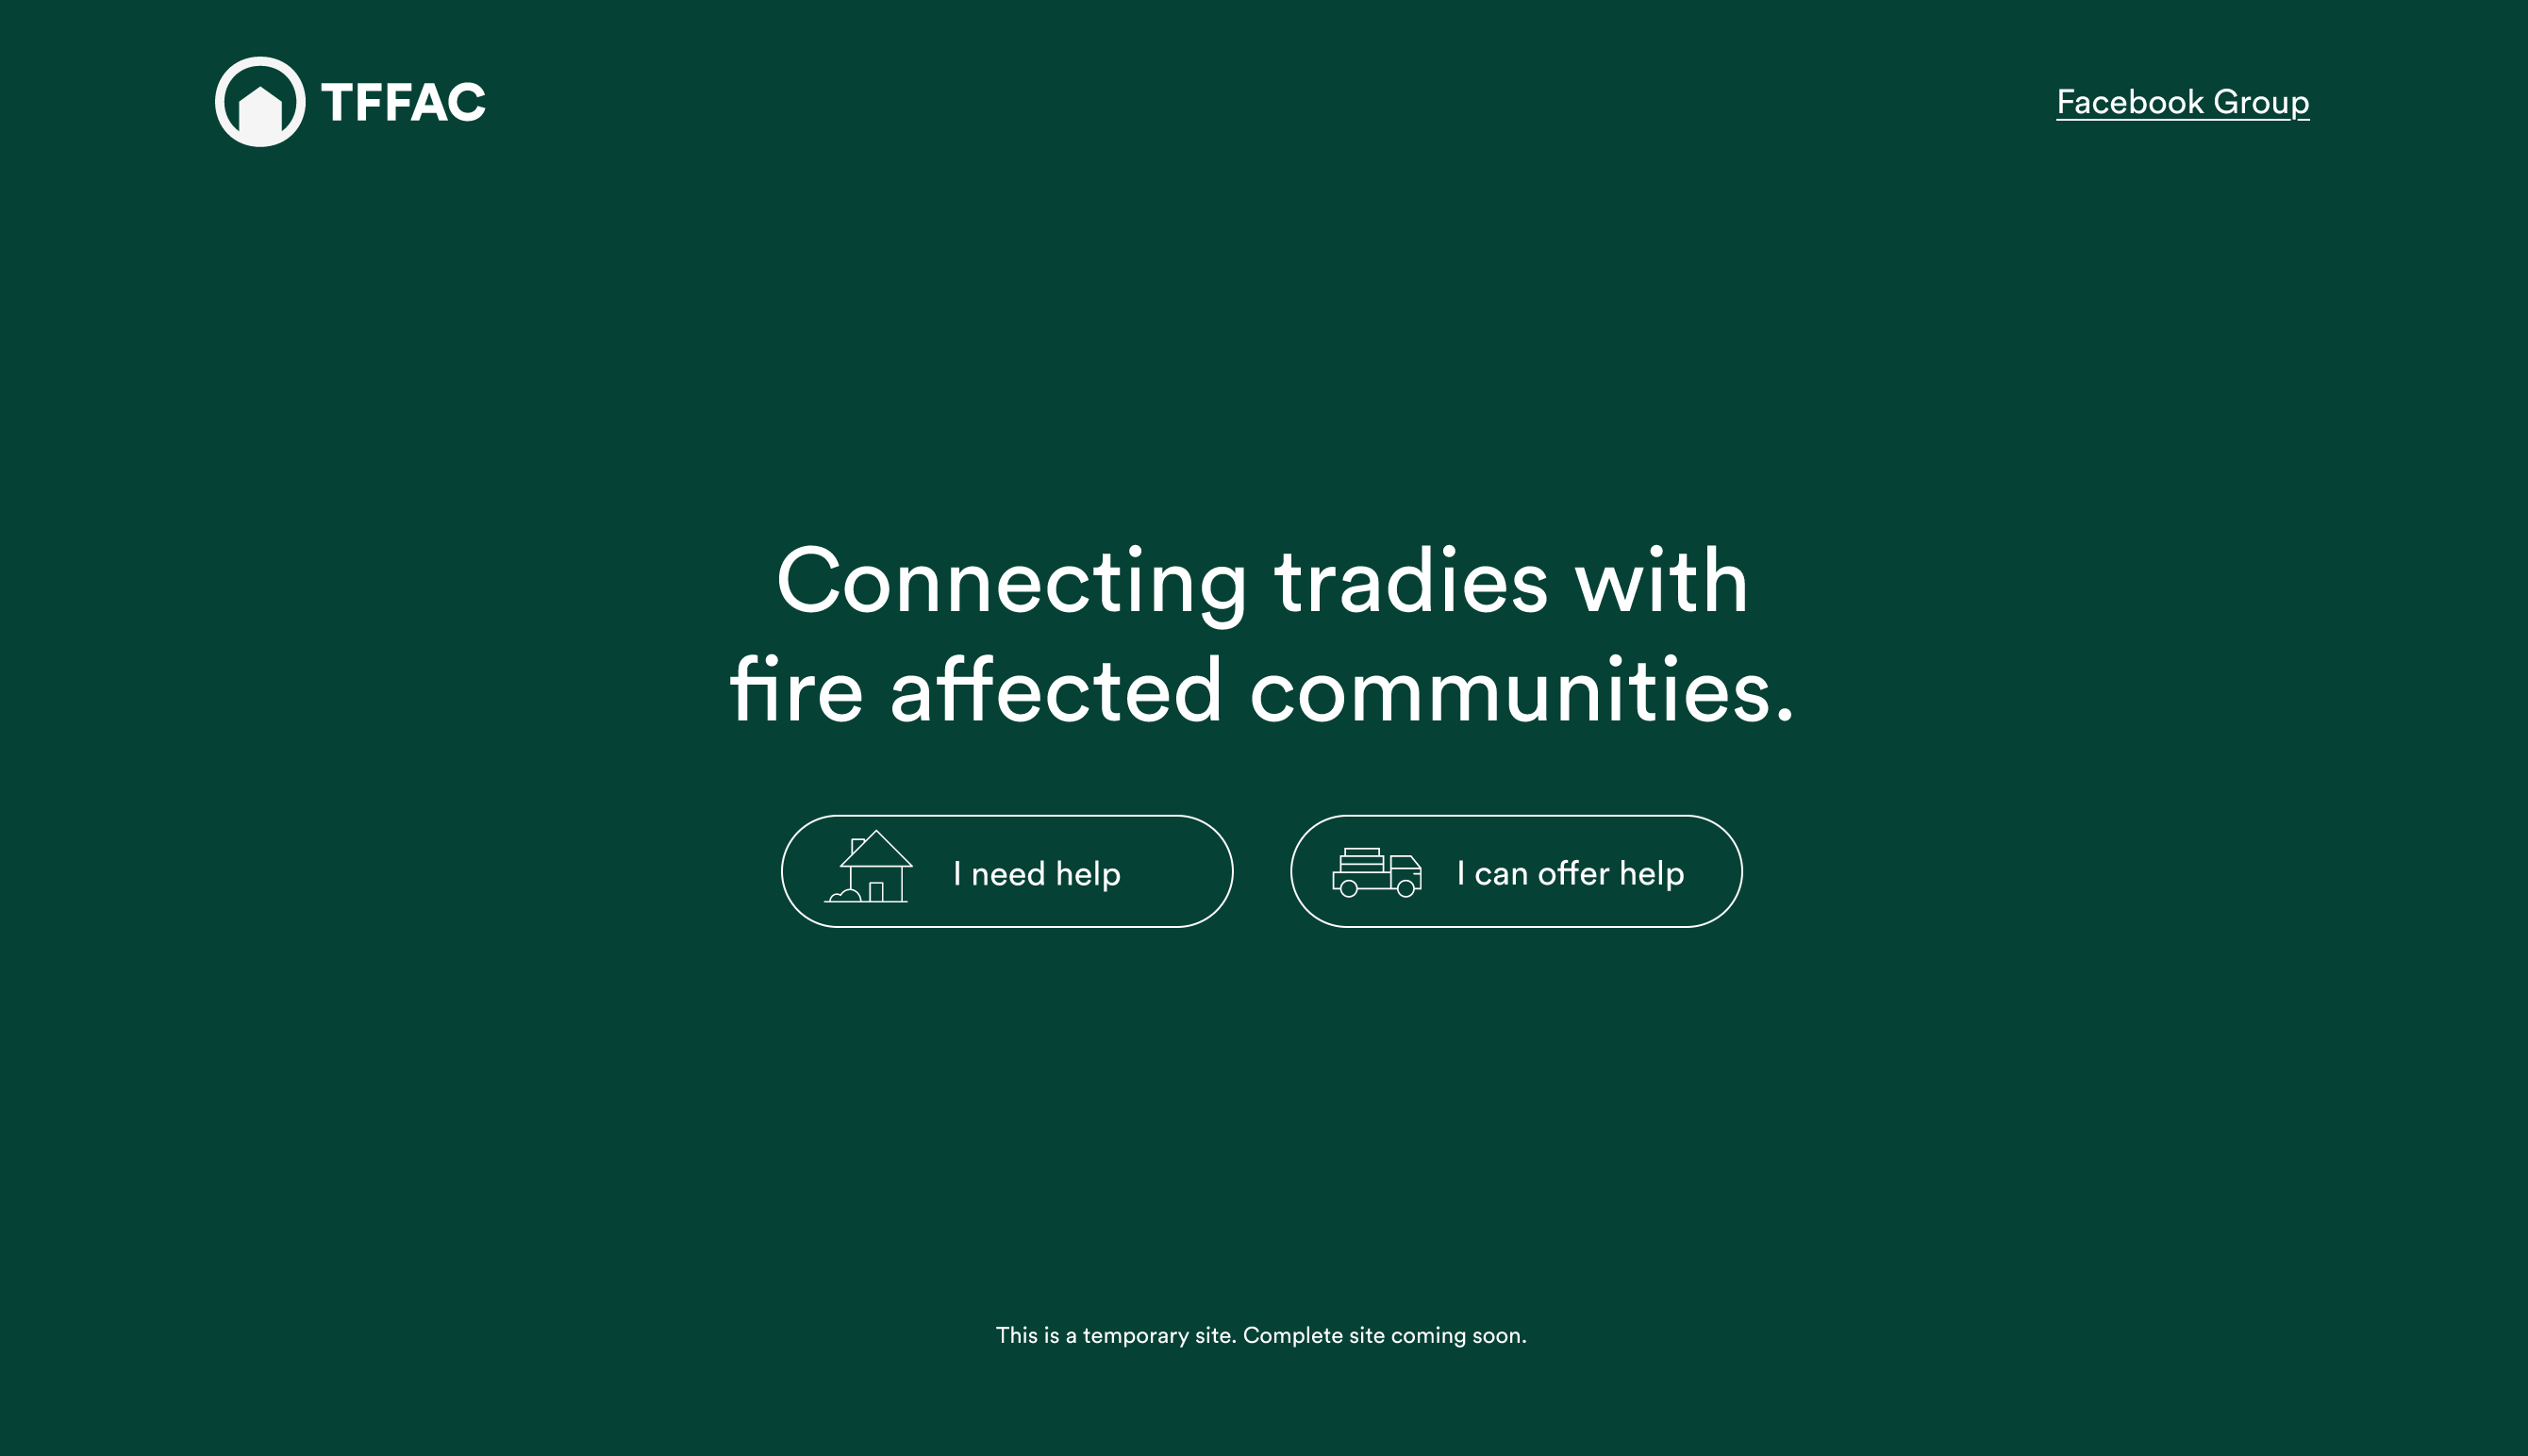 TFFAC
Facebook Group
Connecting tradies with
fire affected communities.
I need help
I can offer help
This is a temporary site. Complete site coming soon.